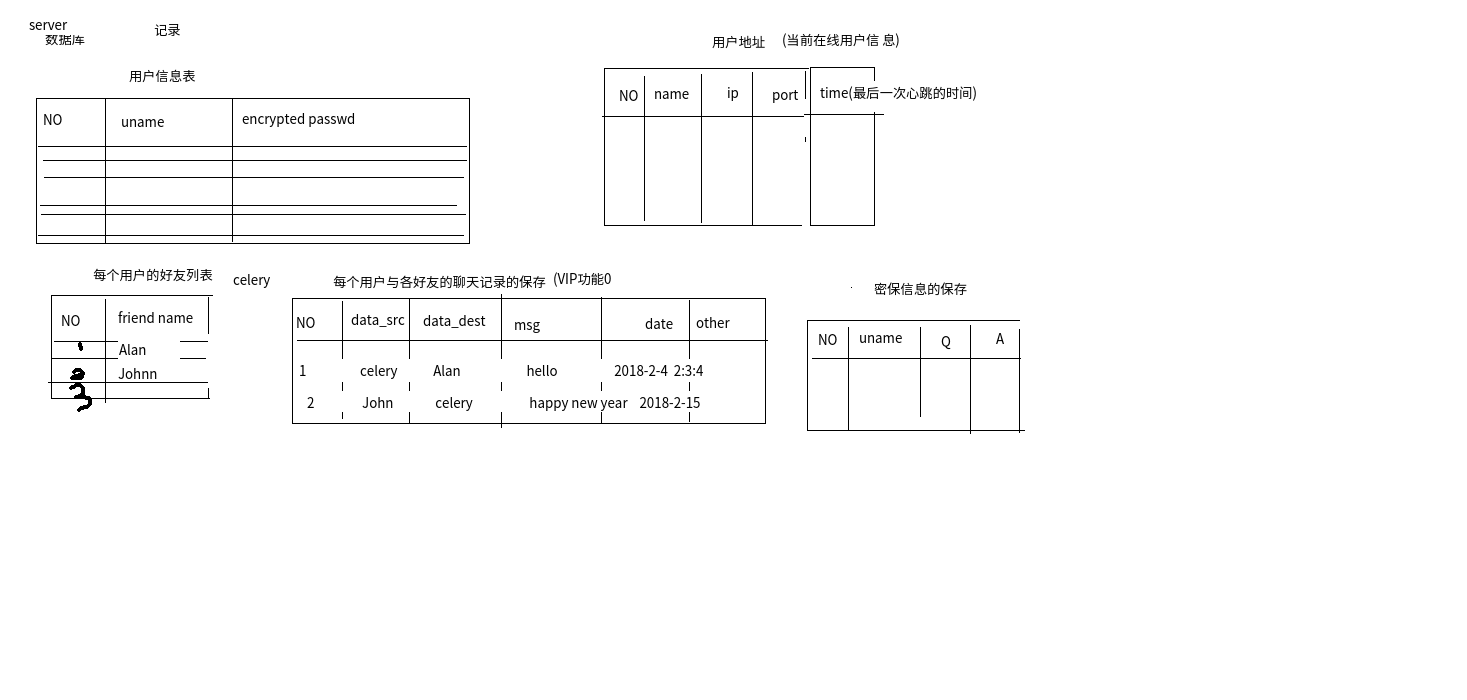 server
数据库
记录
用户信息表
NO uname encrypted passwd
用户地址 (当前在线用户信 息)
NO name ip port time(最后一次心跳的时间)
每个用户的好友列表 celery
NO friend name
1 Alan
2 Johnn
3
每个用户与各好友的聊天记录的保存 (VIP功能0
NO data_src data_dest msg date other
1 celery Alan hello 2018-2-4 2:3:4
2 John celery happy new year 2018-2-15
密保信息的保存
NO uname Q A